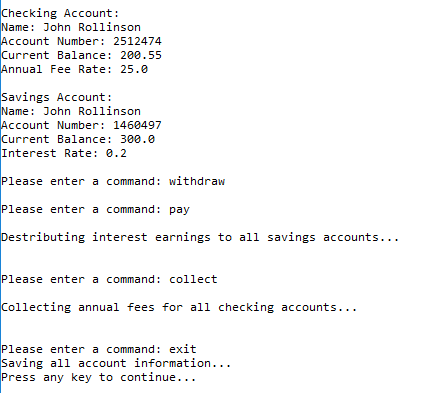 Checking Account:
Name: John Rollinson
Account Number: 2512474
Current Balance: 200.55
Annual Fee Rate: 25.0
Savings Account:
Name: John Rollinson
Account Number: 1460497
Current Balance: 300.0
Interest Rate: 0.2
Please enter a command: withdraw
Please enter a command: pay
Destributing interest earnings to all savings accounts...
Please enter a command: collect
Collecting annual fees for all checking accounts...
Please enter a command: exit
Saving all account information...
Press any key to continue...